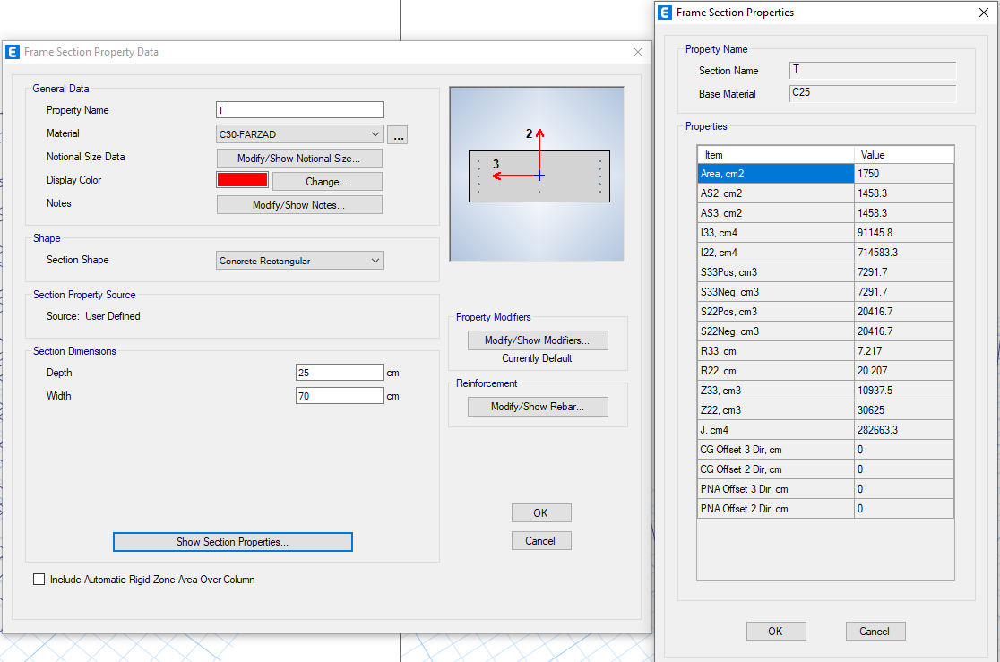 Frame Section Property Data
General Data
Property Name T
Material C30-FARZAD ...
Notional Size Data Modify/Show Notional Size...
Display Color Change...
Notes Modify/Show Notes...
Shape
Section Shape Concrete Rectangular
Section Property Source
Source: User Defined
Section Dimensions
Depth 25 cm
Width 70 cm
Show Section Properties...
Include Automatic Rigid Zone Area Over Column
2
3
Property Modifiers
Modify/Show Modifiers...
Currently Default
Reinforcement
Modify/Show Rebar...
OK
Cancel
E Frame Section Properties
Property Name
Section Name T
Base Material C25
Properties
Item Value
Area, cm2 1750
AS2, cm2 1458.3
AS3, cm2 1458.3
I33, cm4 91145.8
I22, cm4 714583.3
S33Pos, cm3 7291.7
S33Neg, cm3 7291.7
S22Pos, cm3 20416.7
S22Neg, cm3 20416.7
R33, cm 7.217
R22, cm 20.207
Z33, cm3 10937.5
Z22, cm3 30625
J, cm4 282663.3
CG Offset 3 Dir, cm 0
CG Offset 2 Dir, cm 0
PNA Offset 3 Dir, cm 0
PNA Offset 2 Dir, cm 0
OK Cancel